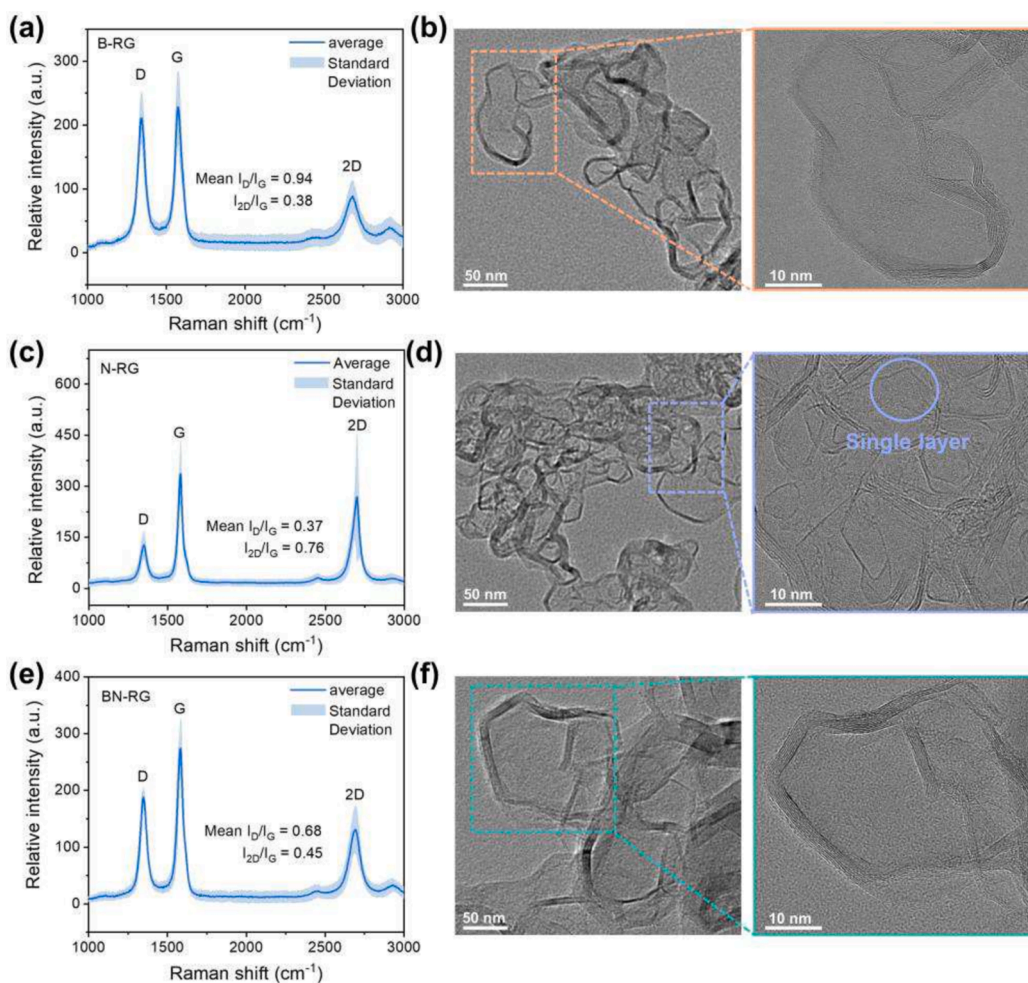 (a)
B-RG
average
Standard
Deviation
D
G
2D
Mean I_D/I_G = 0.94
I_2D/I_G = 0.38
Relative intensity (a.u.)
300
200
100
0
1000
1500
2000
2500
3000
Raman shift (cm⁻¹)
(b)
50 nm
10 nm
(c)
N-RG
Average
Standard
Deviation
D
G
2D
Mean I_D/I_G = 0.37
I_2D/I_G = 0.76
Relative intensity (a.u.)
600
450
300
150
0
1000
1500
2000
2500
3000
Raman shift (cm⁻¹)
(d)
50 nm
Single layer
10 nm
(e)
BN-RG
average
Standard
Deviation
D
G
2D
Mean I_D/I_G = 0.68
I_2D/I_G = 0.45
Relative intensity (a.u.)
400
300
200
100
0
1000
1500
2000
2500
3000
Raman shift (cm⁻¹)
(f)
50 nm
10 nm